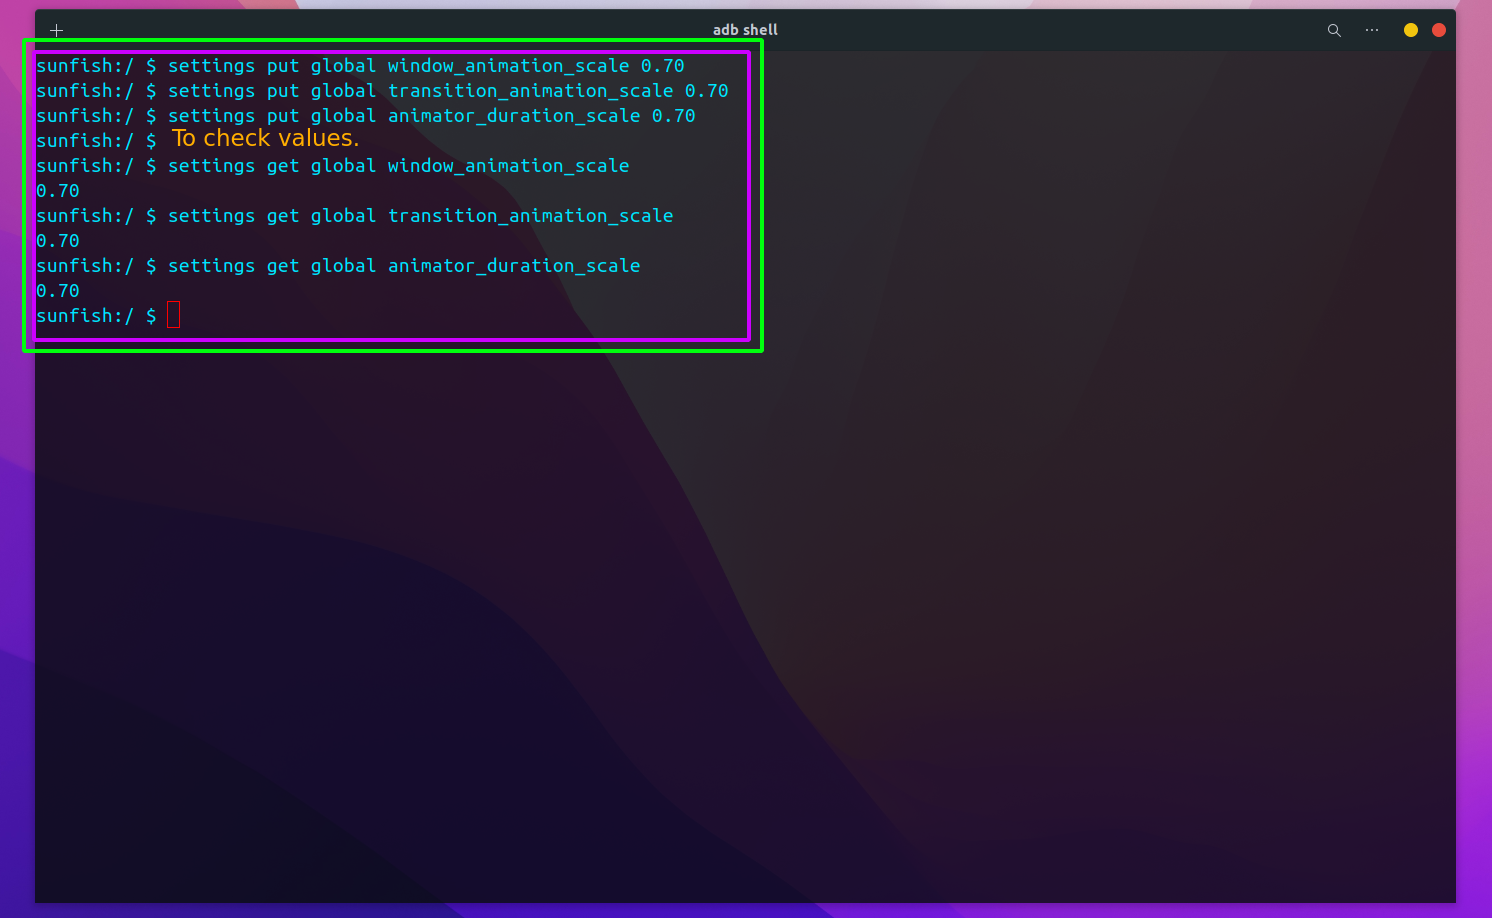 adb shell
sunfish:/ $ settings put global window_animation_scale 0.70
sunfish:/ $ settings put global transition_animation_scale 0.70
sunfish:/ $ settings put global animator_duration_scale 0.70
sunfish:/ $ To check values.
sunfish:/ $ settings get global window_animation_scale
0.70
sunfish:/ $ settings get global transition_animation_scale
0.70
sunfish:/ $ settings get global animator_duration_scale
0.70
sunfish:/ $